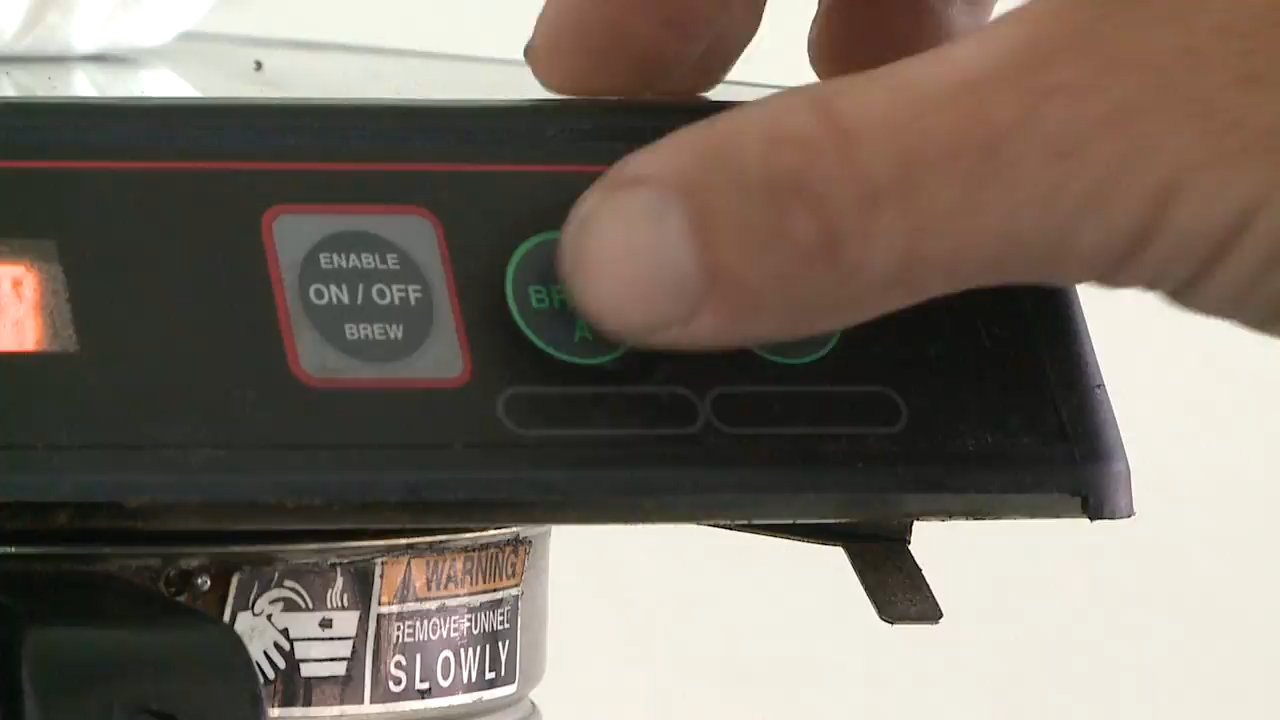 ENABLE
ON / OFF
BREW
A
WARNING
REMOVE FUNNEL
SLOWLY